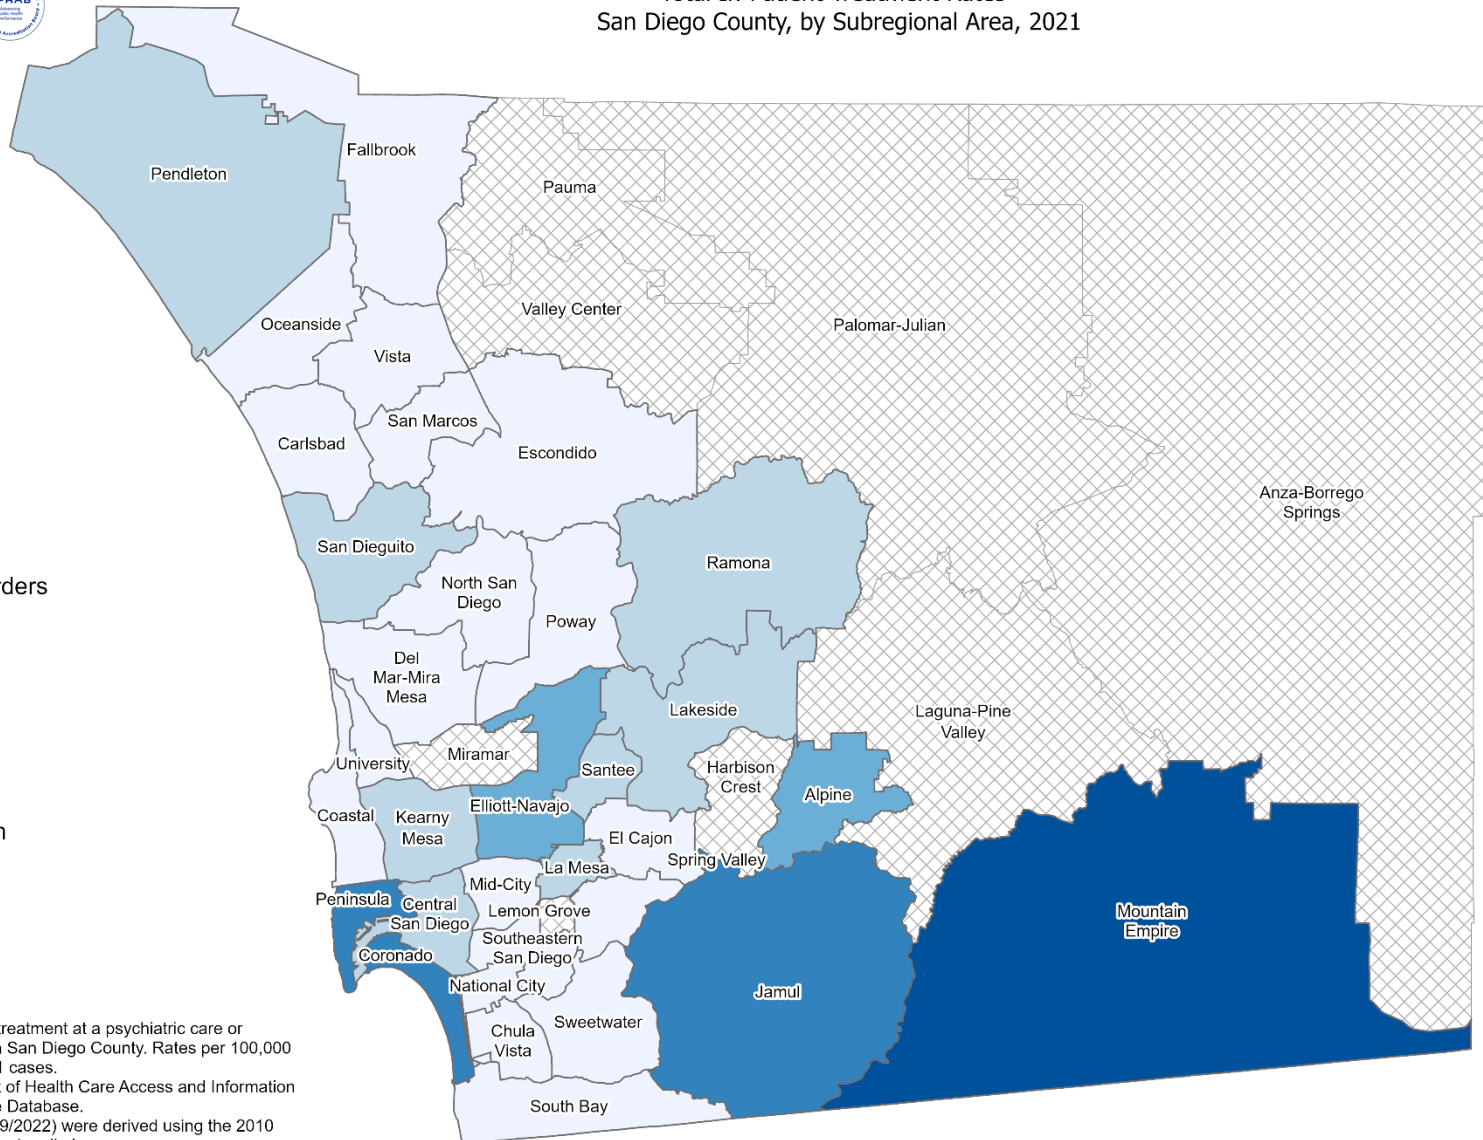 San Diego County, by Subregional Area, 2021
Advancing
Fallbrook
Pendleton
Pauma
Valley Center
Oceanside
Palomar-Julian
Vista
San Marcos
Carlsbad
Escondido
Anza-Borrego
Springs
San Dieguito
Ramona
rders
North San
Diego
Poway
Del
Mar-Mira
Mesa
Lakeside
Laguna-Pine
Valley
Miramar
University
Santee
Harbison
Crest
Alpine
Elliott-Navajo
Coastal
Kearny
Mesa
n
El Cajon
Spring Valley
La Mesa
Mid-City
Peninsula
Central
San Diego
Lemon Grove
Mountain
Empire
Southeastern
San Diego
Coronado
National City
Jamul
Sweetwater
Chula
Vista
South Bay
treatment at a psychiatric care or
San Diego County. Rates per 100,000
cases.
of Health Care Access and Information
Database.
9/2022) were derived using the 2010